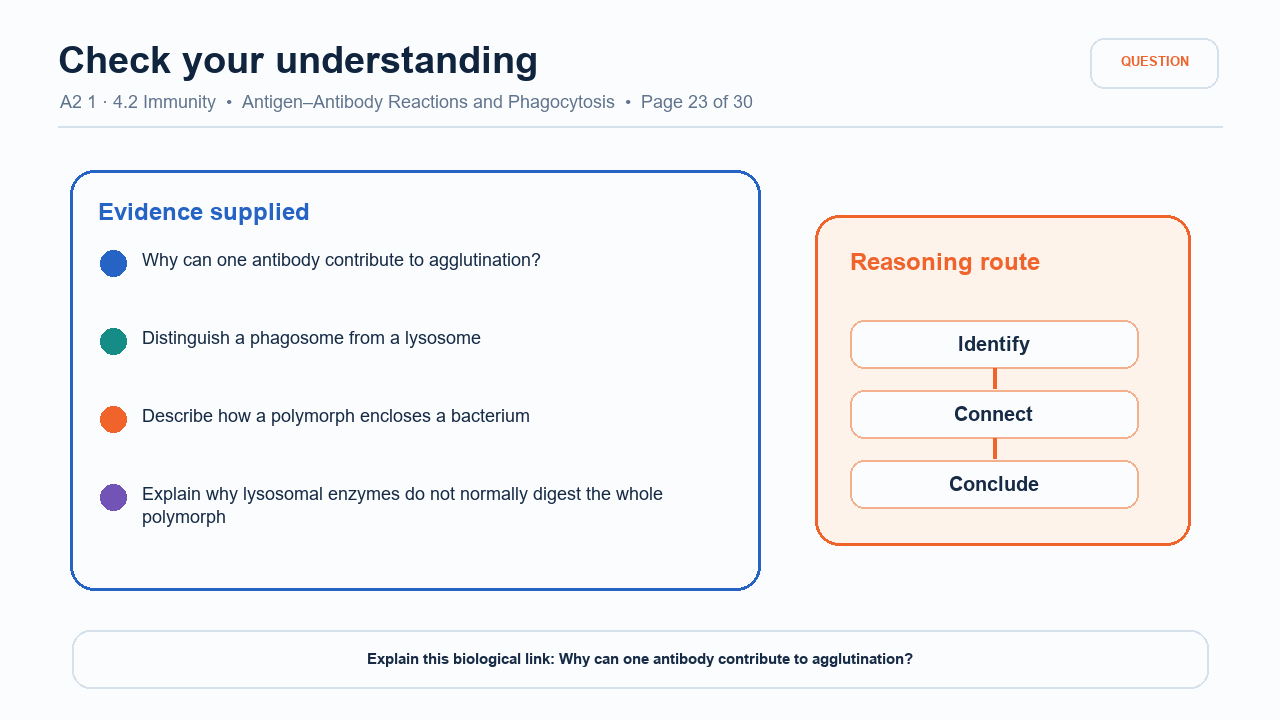 Check your understanding
QUESTION
A2 1 · 4.2 Immunity • Antigen–Antibody Reactions and Phagocytosis • Page 23 of 30
Evidence supplied
Why can one antibody contribute to agglutination?
Distinguish a phagosome from a lysosome
Describe how a polymorph encloses a bacterium
Explain why lysosomal enzymes do not normally digest the whole
polymorph
Reasoning route
Identify
Connect
Conclude
Explain this biological link: Why can one antibody contribute to agglutination?